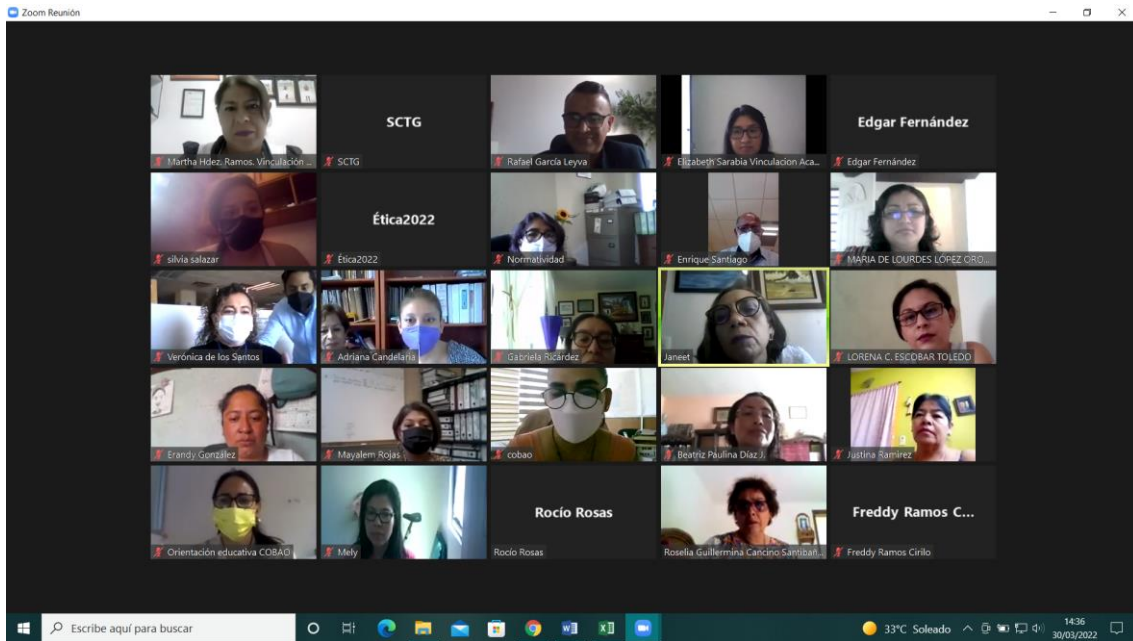 Zoom Reunión
SCTG
Edgar Fernández
Martha Hdez. Ramos. Vinculación ...
SCTG
Rafael García Leyva
Elizabeth Sarabia Vinculacion Aca...
Edgar Fernández
Ética2022
silvia salazar
Ética2022
Normatividad
Enrique Santiago
MARIA DE LOURDES LÓPEZ ORO...
Verónica de los Santos
Adriana Candelaria
Gabriela Ricárdez
Janeet
LORENA C. ESCOBAR TOLEDO
Erandy González
Mayalem Rojas
cobao
Beatriz Paulina Díaz J.
Justina Ramirez
Rocío Rosas
Freddy Ramos C...
Orientación educativa COBAO
Mely
Rocío Rosas
Roselia Guillermina Cancino Santibañ...
Freddy Ramos Cirilo
Escribe aquí para buscar
33°C Soleado
14:36
30/03/2022